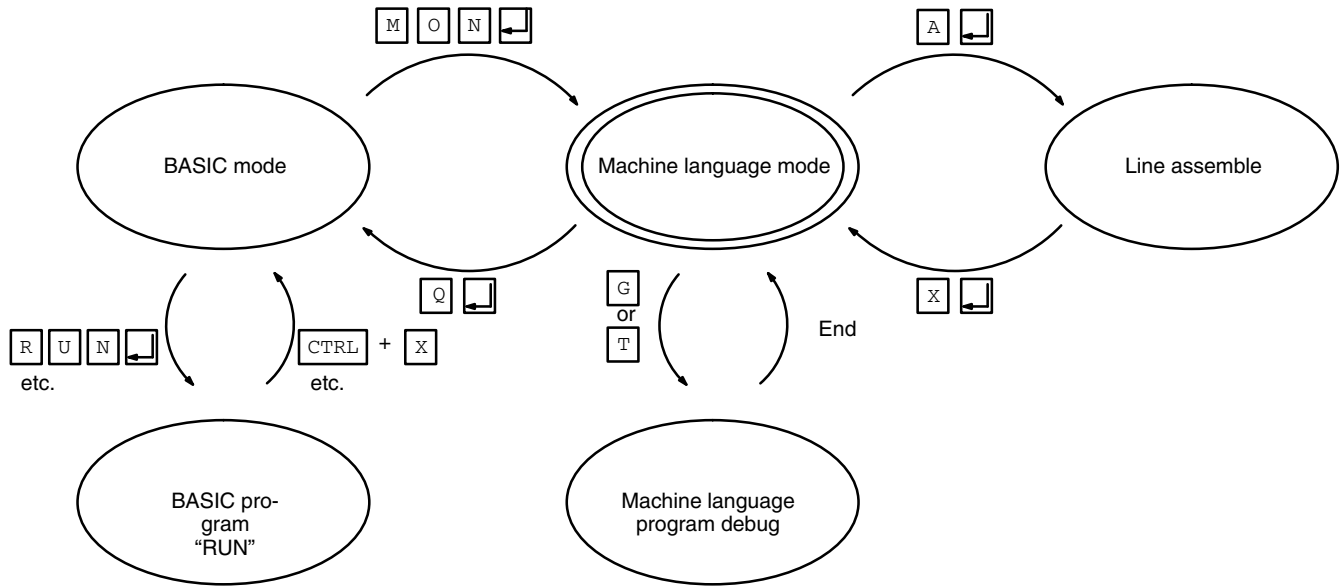 M O N
A
BASIC mode
Machine language mode
Line assemble
Q
G
or
T
X
End
R U N
etc.
CTRL + X
etc.
BASIC pro-
gram
“RUN”
Machine language
program debug